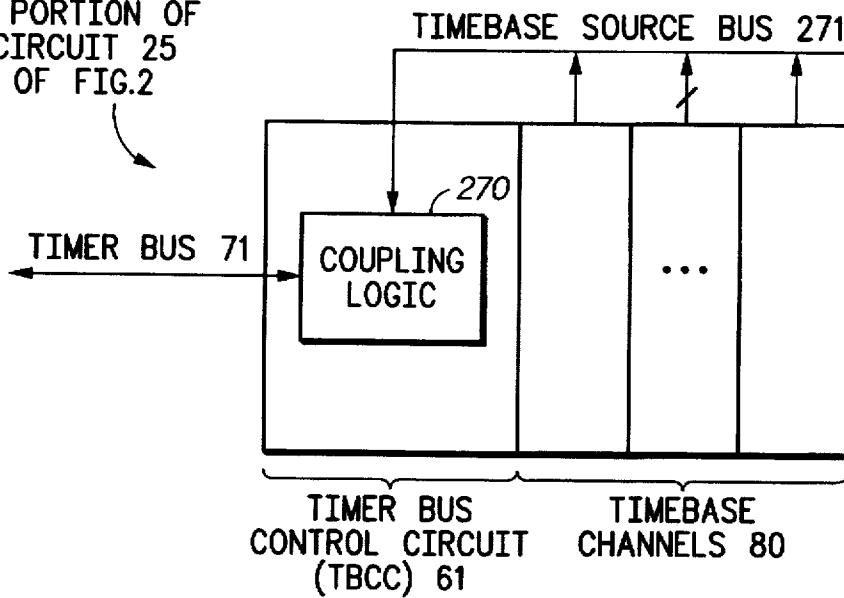 PORTION OF
CIRCUIT 25
OF FIG.2
TIMEBASE SOURCE BUS 271
270
TIMER BUS 71
COUPLING
LOGIC
...
TIMER BUS
CONTROL CIRCUIT
(TBCC) 61
TIMEBASE
CHANNELS 80